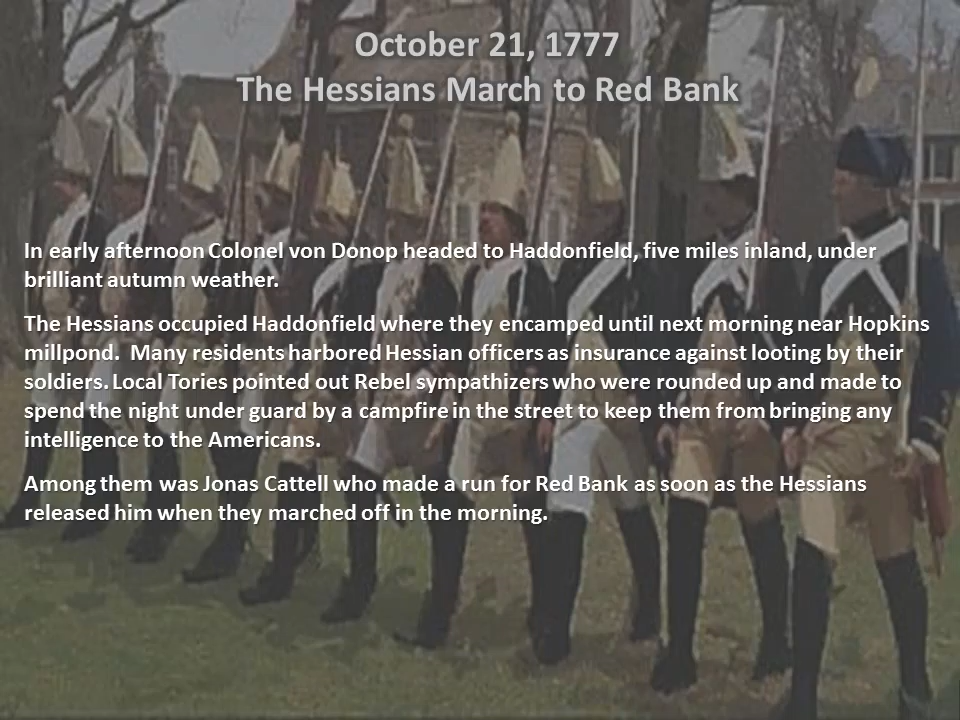 October 21, 1777
The Hessians March to Red Bank
In early afternoon Colonel von Donop headed to Haddonfield, five miles inland, under
brilliant autumn weather.
The Hessians occupied Haddonfield where they encamped until next morning near Hopkins
millpond.  Many residents harbored Hessian officers as insurance against looting by their
soldiers. Local Tories pointed out Rebel sympathizers who were rounded up and made to
spend the night under guard by a campfire in the street to keep them from bringing any
intelligence to the Americans.
Among them was Jonas Cattell who made a run for Red Bank as soon as the Hessians
released him when they marched off in the morning.